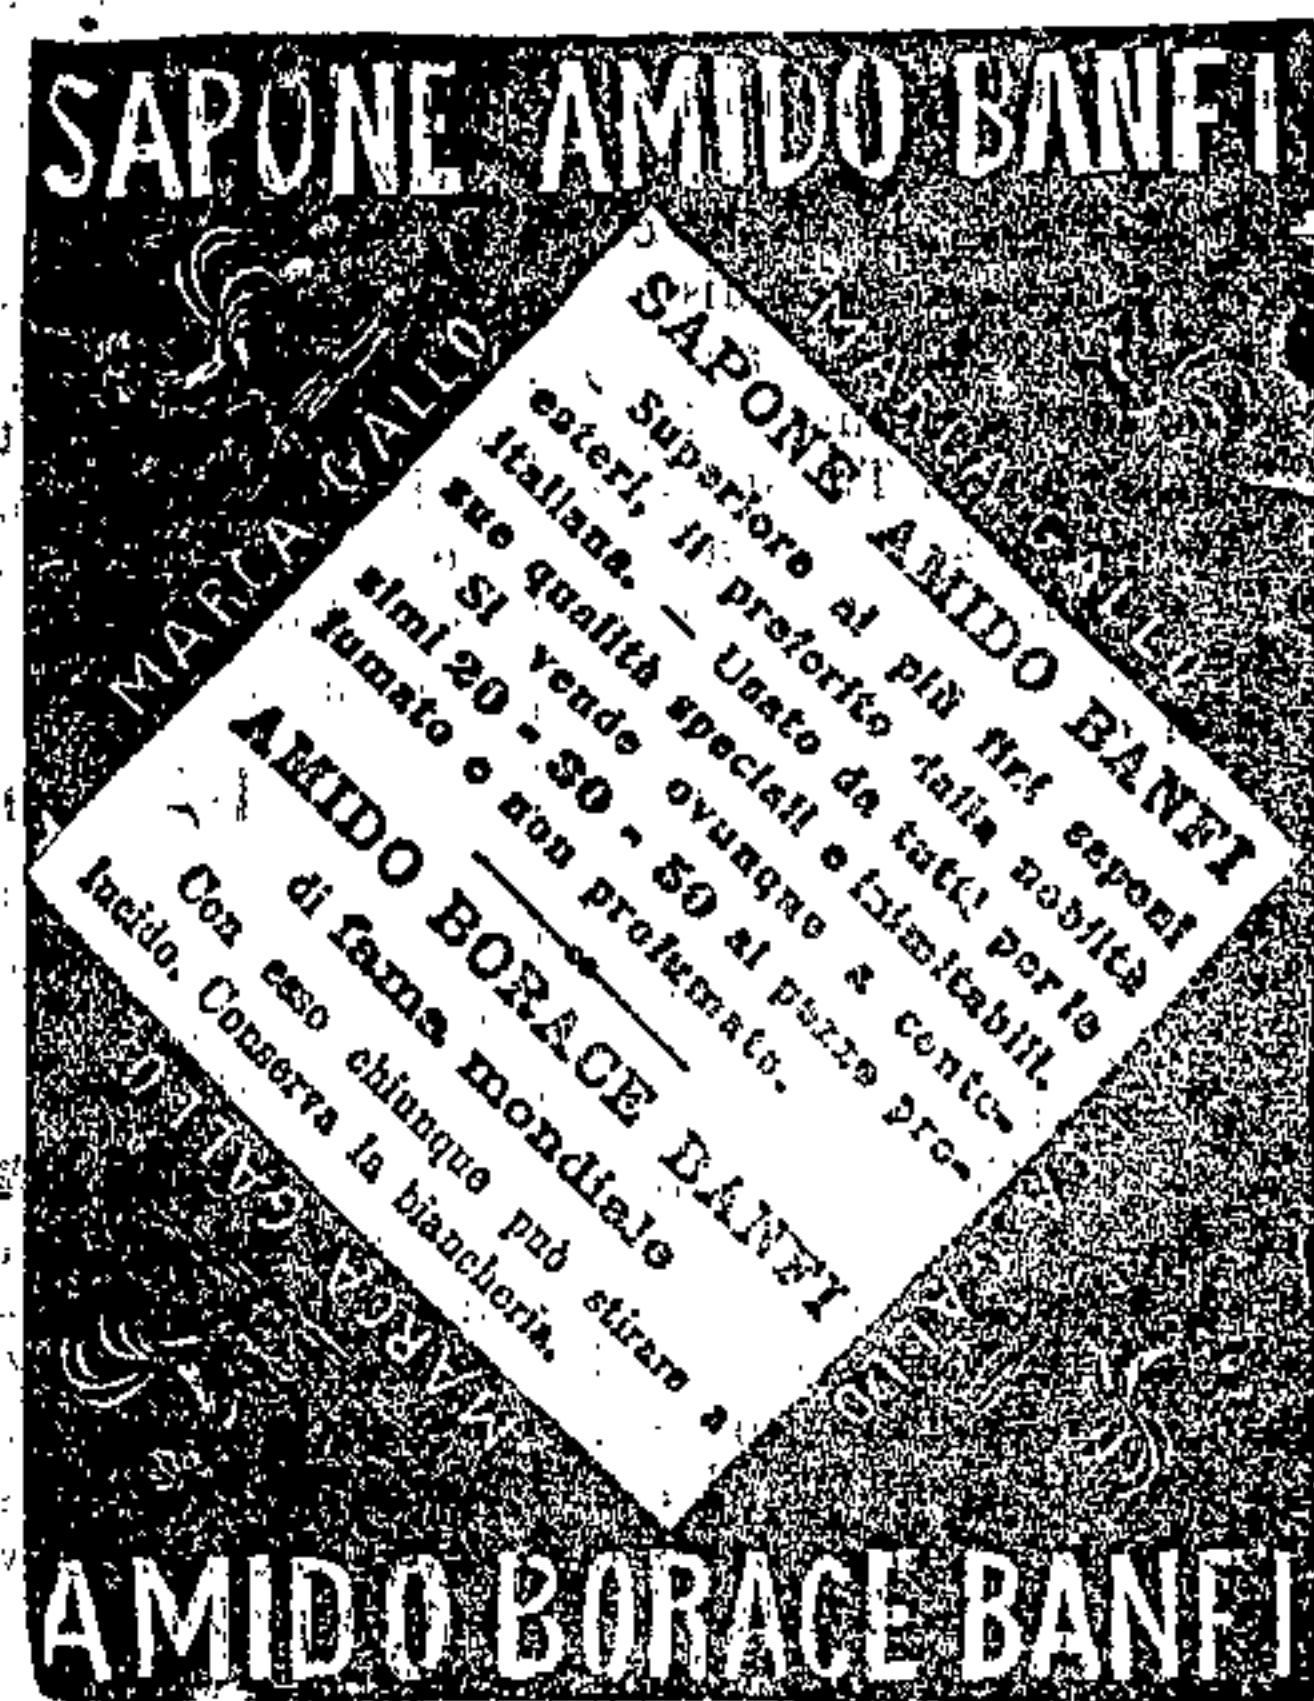 SAPONE AMIDO BANFI
MARCA GALLO
MARCA GALLO
SAPONE AMIDO BANFI
Superiore ai più fini saponi
esteri, il preferito dalla nobiltà
italiana. — Usato da tutti per le
sue qualità speciali e inimitabili.
Si vende ovunque a conte-
simi 20 - 30 - 50 al pezzo pro-
fumato e non profumato.
AMIDO BORACE BANFI
di fama mondiale
Con esso chiunque può stirare a
lucido. Conserva la biancheria.
MARCA GALLO
GALLO
AMIDO BORACE BANFI